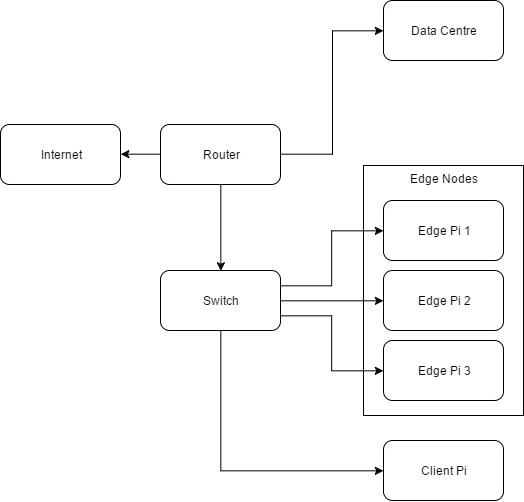 Data Centre
Internet
Router
Edge Nodes
Edge Pi 1
Switch
Edge Pi 2
Edge Pi 3
Client Pi